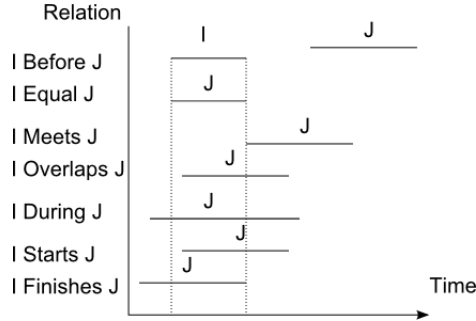 Relation
I
J
I Before J
I Equal J
J
I Meets J
J
I Overlaps J
J
I During J
J
I Starts J
J
I Finishes J
J
Time